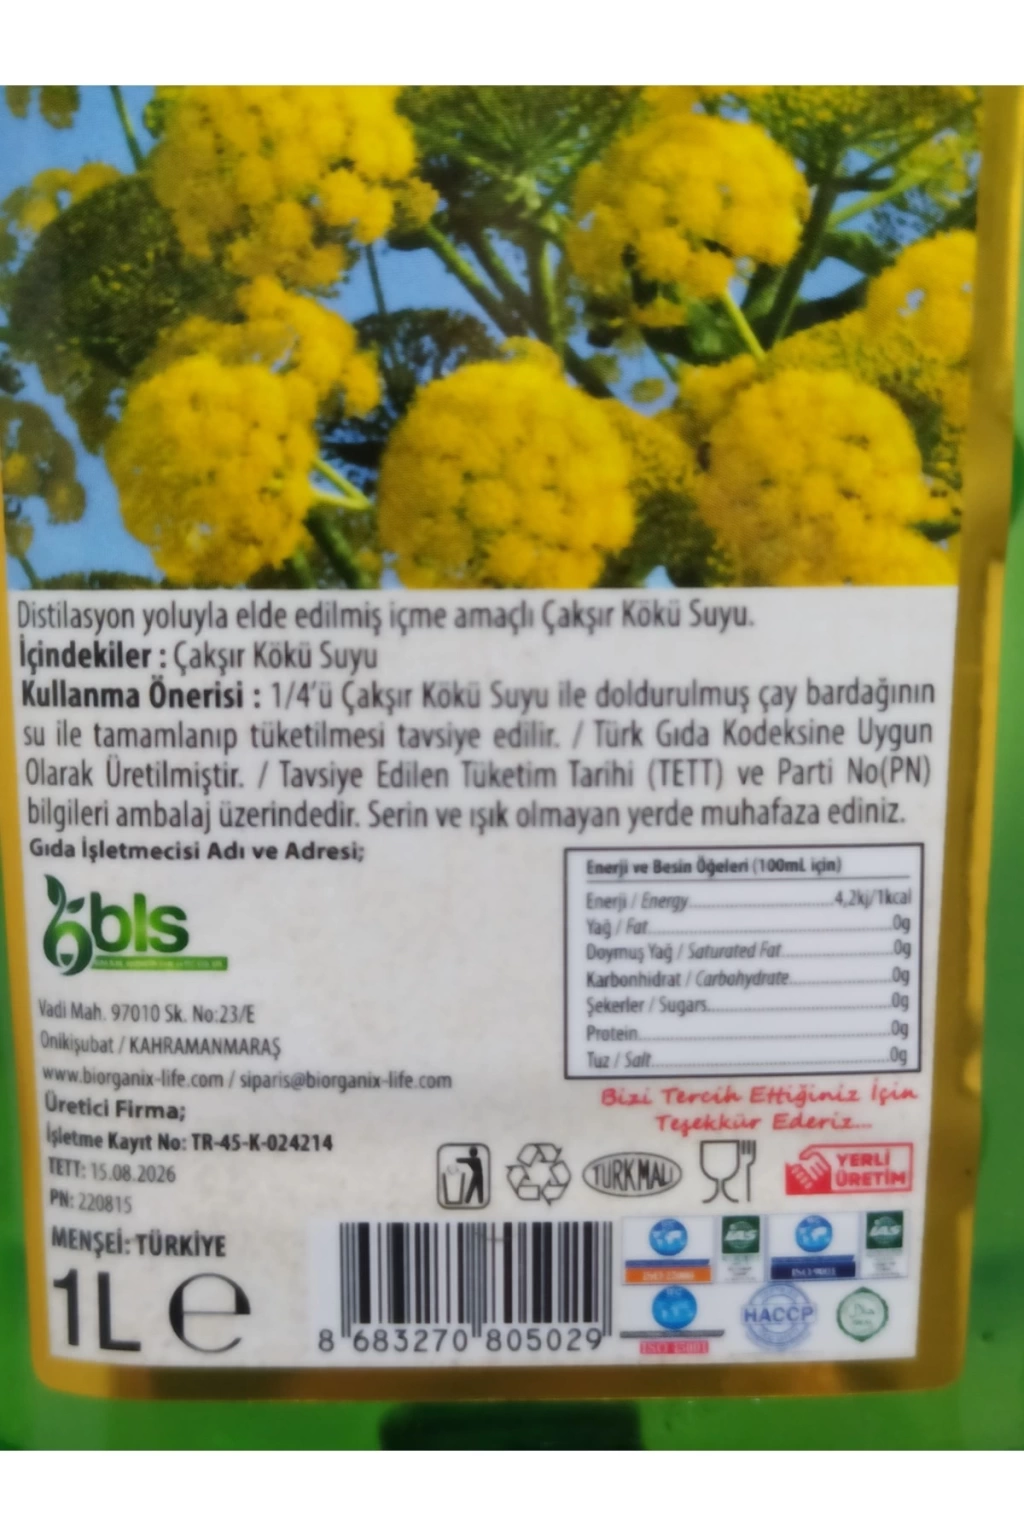 Distilasyon yoluyla elde edilmiş içme amaçlı Çakşır Kökü Suyu.
İçindekiler : Çakşır Kökü Suyu
Kullanma Önerisi : 1/4'ü Çakşır Kökü Suyu ile doldurulmuş çay bardağının
su ile tamamlanıp tüketilmesi tavsiye edilir. / Türk Gıda Kodeksine Uygun
Olarak Üretilmiştir. / Tavsiye Edilen Tüketim Tarihi (TETT) ve Parti No(PN)
bilgileri ambalaj üzerindedir. Serin ve ışık olmayan yerde muhafaza ediniz.
Gıda İşletmecisi Adı ve Adresi;
bls
Vadi Mah. 97010 Sk. No:23/E
Onikişubat / KAHRAMANMARAŞ
www.biorganix-life.com / siparis@biorganix-life.com
Üretici Firma;
İşletme Kayıt No: TR-45-K-024214
TETT: 15.08.2026
PN: 220815
MENŞEİ: TÜRKİYE
1L e
Enerji ve Besin Öğeleri (100mL için)
Enerji / Energy..........4,2kj/1kcal
Yağ / Fat..........0g
Doymuş Yağ / Saturated Fat..........0g
Karbonhidrat / Carbohydrate..........0g
Şekerler / Sugars..........0g
Protein..........0g
Tuz / Salt..........0g
Bizi Tercih Ettiğiniz İçin
Teşekkür Ederiz...
TÜRK MALI
YERLİ
ÜRETİM
8 683270 805029
IAS
IAS
ISO 9001
HACCP